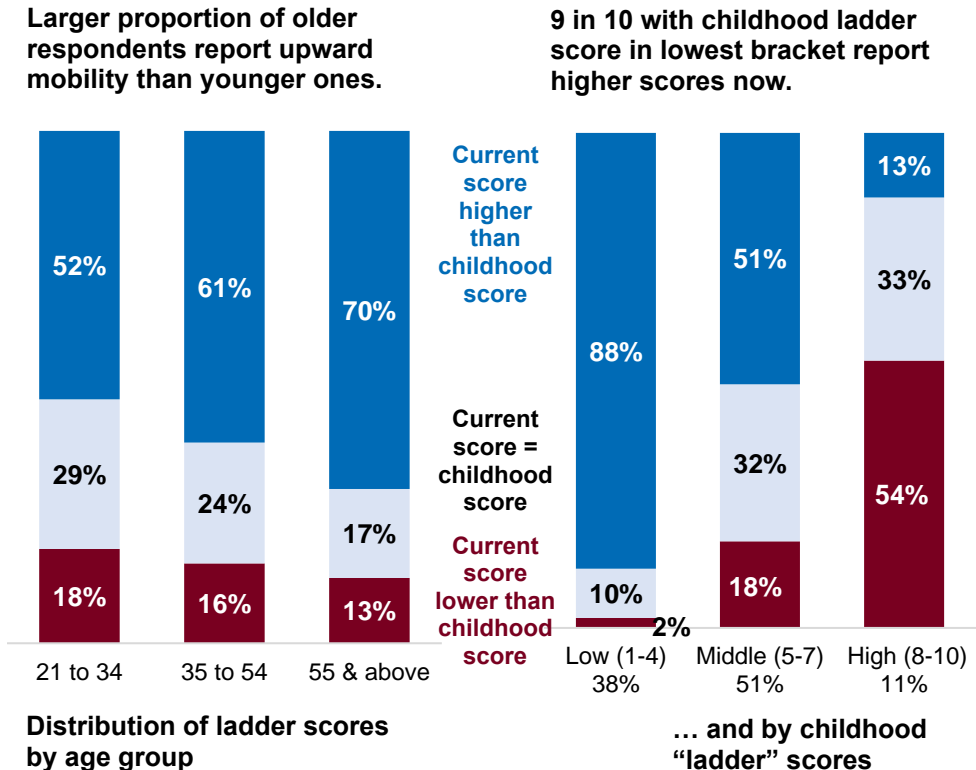 Larger proportion of older
respondents report upward
mobility than younger ones.
52%
61%
70%
29%
24%
17%
18%
16%
13%
21 to 34
35 to 54
55 & above
Distribution of ladder scores
by age group
Current
score
higher
than
childhood
score
Current
score =
childhood
score
Current
score
lower than
childhood
score
9 in 10 with childhood ladder
score in lowest bracket report
higher scores now.
88%
51%
13%
10%
32%
33%
2%
18%
54%
Low (1-4)
38%
Middle (5-7)
51%
High (8-10)
11%
… and by childhood
“ladder” scores